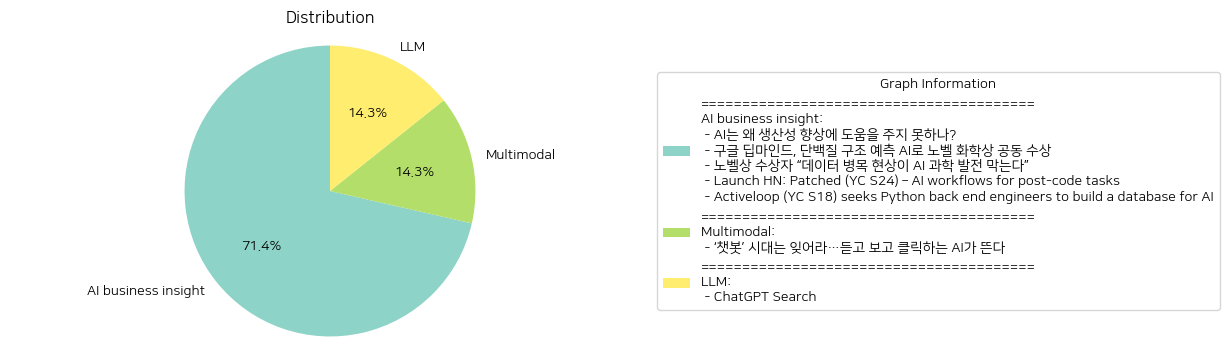 Distribution
LLM
14.3%
Multimodal
14.3%
71.4%
AI business insight
Graph Information
========================================
AI business insight:
- AI는 왜 생산성 향상에 도움을 주지 못하나?
- 구글 딥마인드, 단백질 구조 예측 AI로 노벨 화학상 공동 수상
- 노벨상 수상자 “데이터 병목 현상이 AI 과학 발전 막는다”
- Launch HN: Patched (YC S24) – AI workflows for post-code tasks
- Activeloop (YC S18) seeks Python back end engineers to build a database for AI
========================================
Multimodal:
- ‘챗봇’ 시대는 잊어라…듣고 보고 클릭하는 AI가 뜬다
========================================
LLM:
- ChatGPT Search